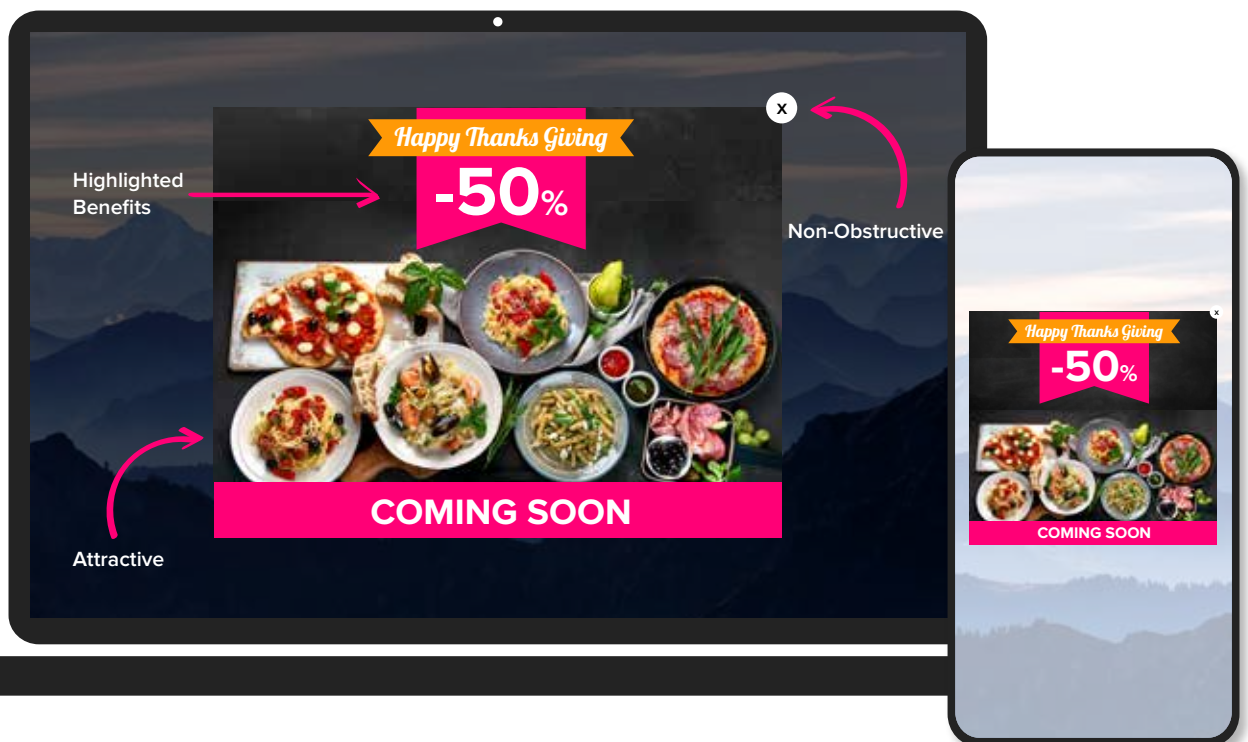 X
Happy Thanks Giving
Highlighted
Benefits
-50%
Non-Obstructive
COMING SOON
Attractive
x
Happy Thanks Giving
-50%
COMING SOON